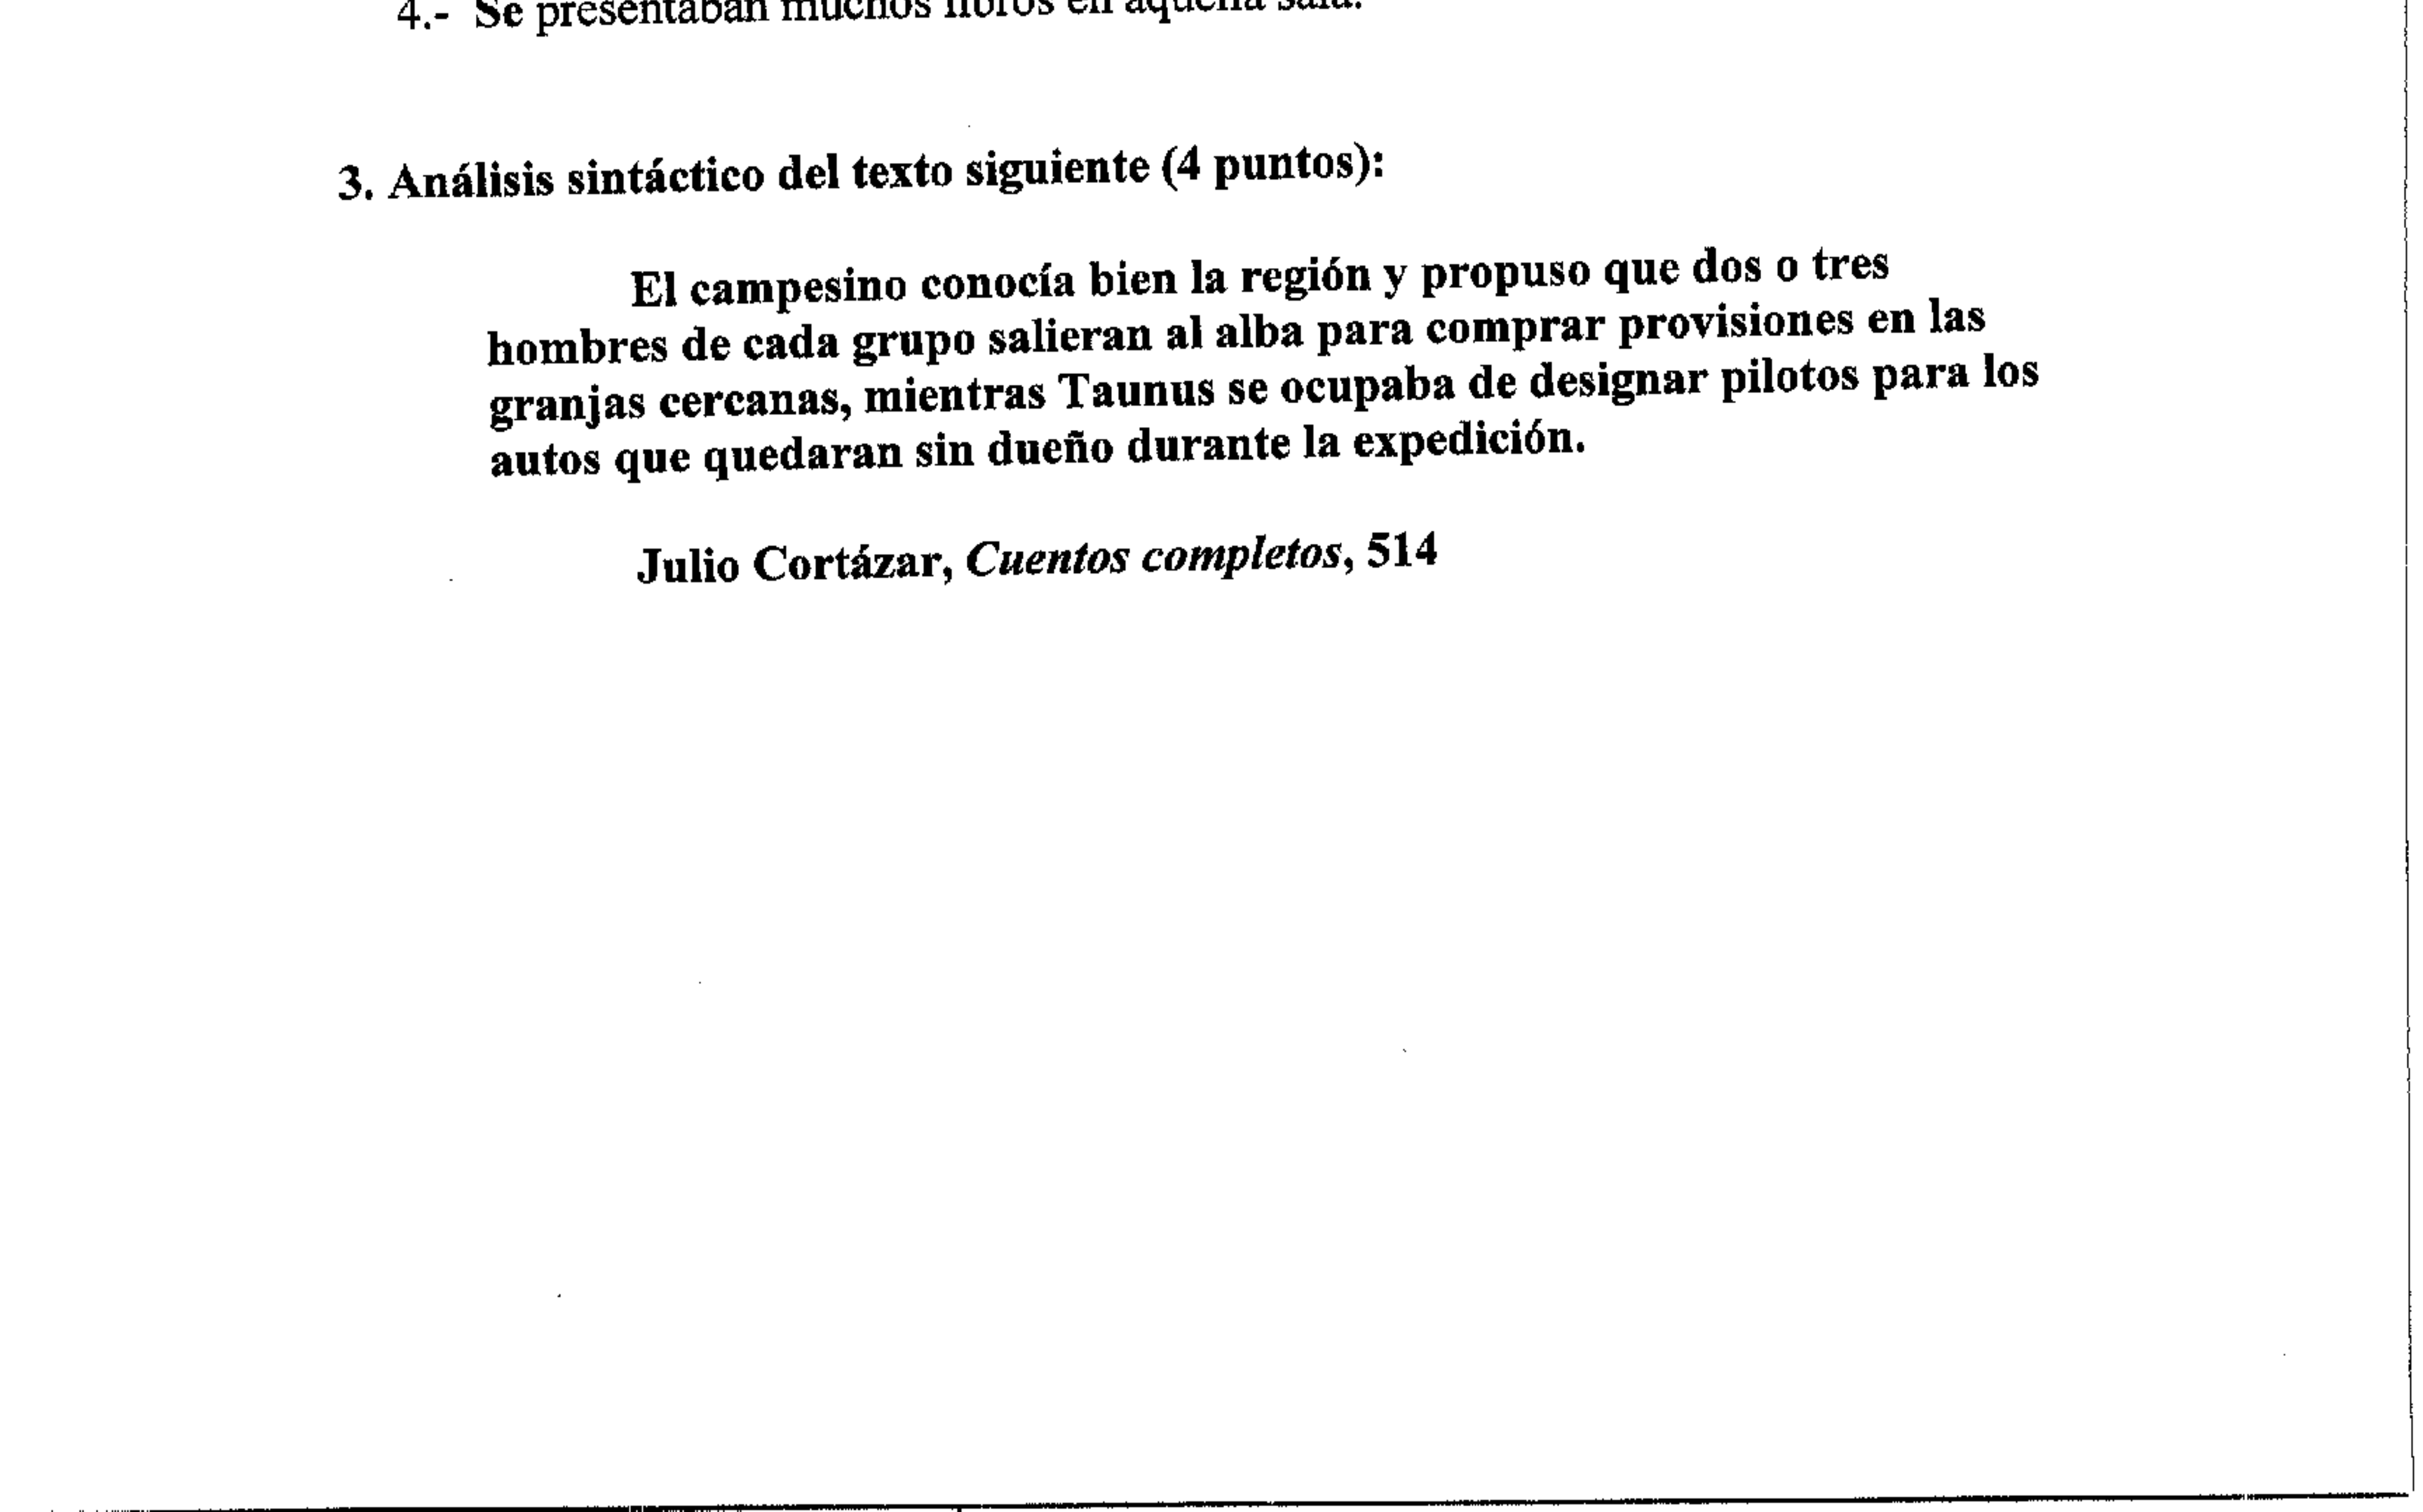 4.- Se presentaban muchos libros en aquella sala.
3. Análisis sintáctico del texto siguiente (4 puntos):
El campesino conocía bien la región y propuso que dos o tres
hombres de cada grupo salieran al alba para comprar provisiones en las
granjas cercanas, mientras Taunus se ocupaba de designar pilotos para los
autos que quedaran sin dueño durante la expedición.
Julio Cortázar, Cuentos completos, 514